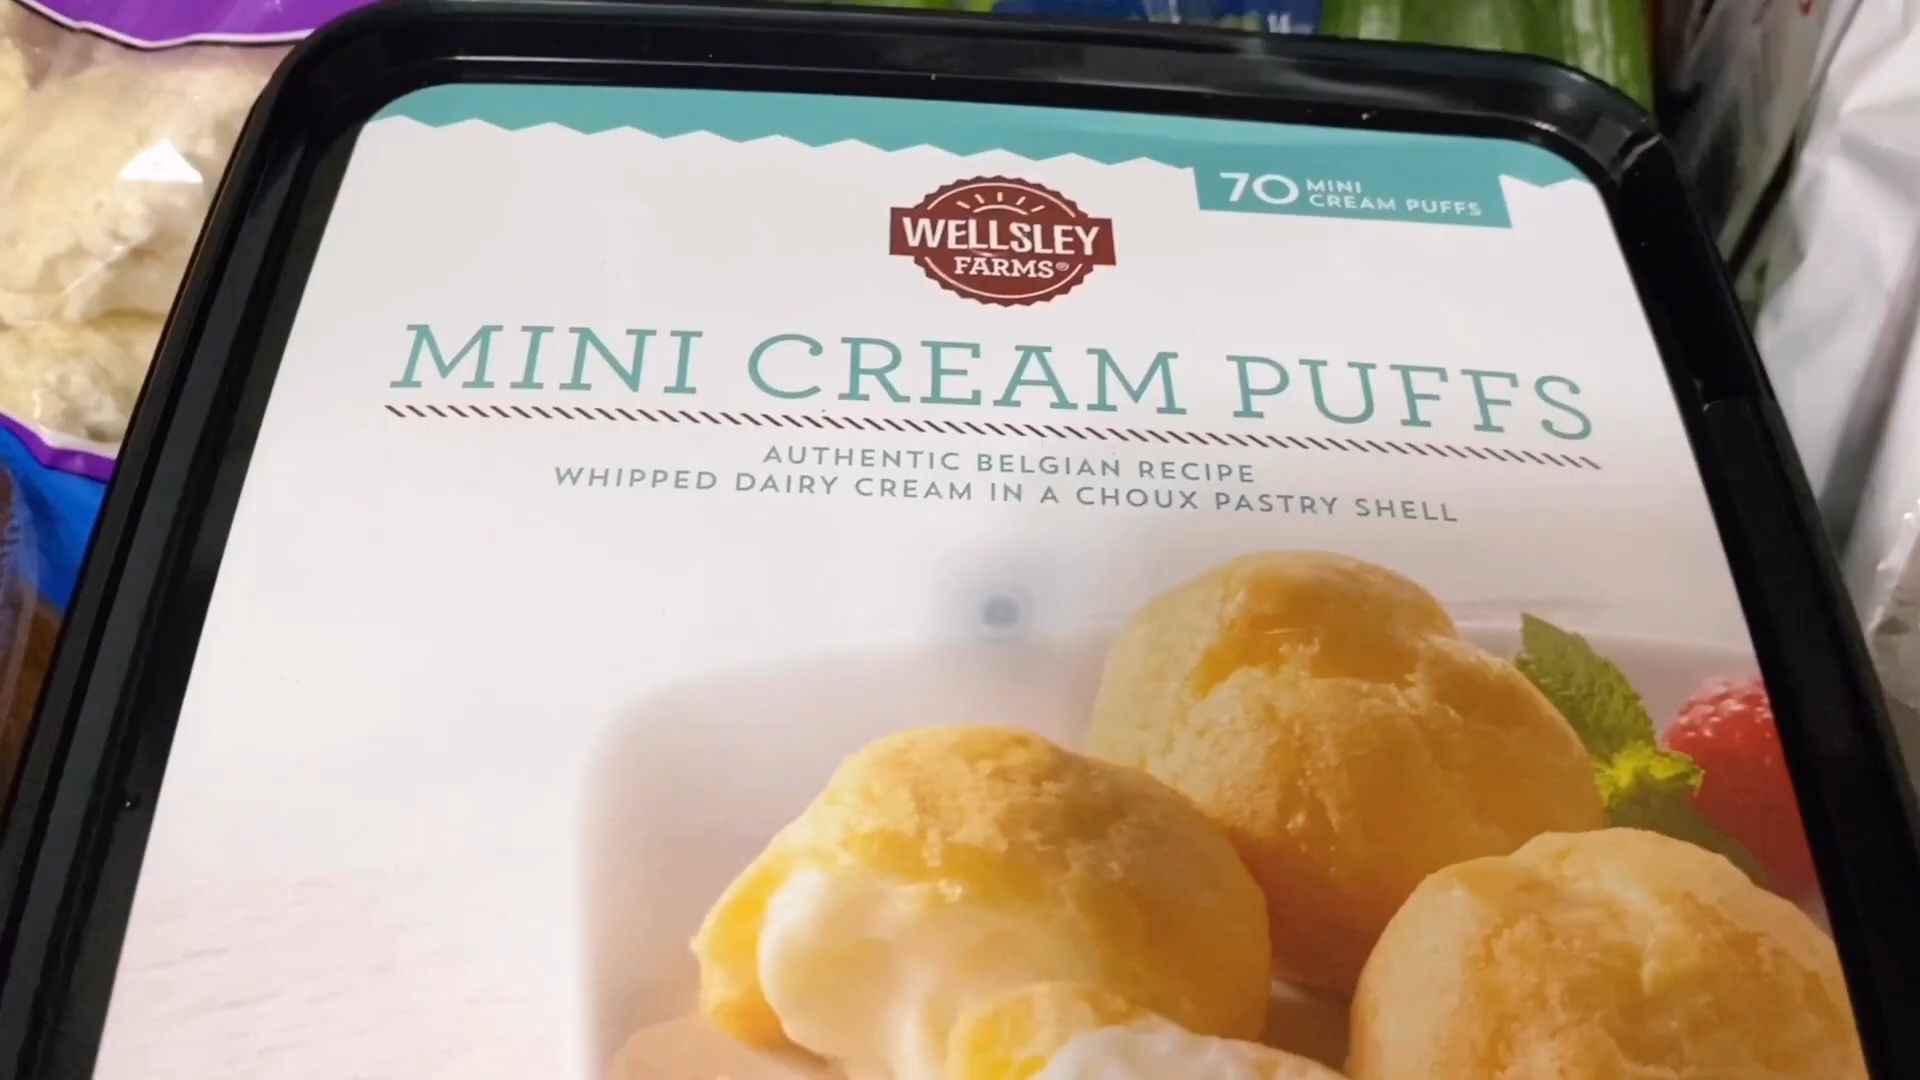 70 MINI
CREAM PUFFS
WELLSLEY
FARMS®
MINI CREAM PUFFS
AUTHENTIC BELGIAN RECIPE
WHIPPED DAIRY CREAM IN A CHOUX PASTRY SHELL